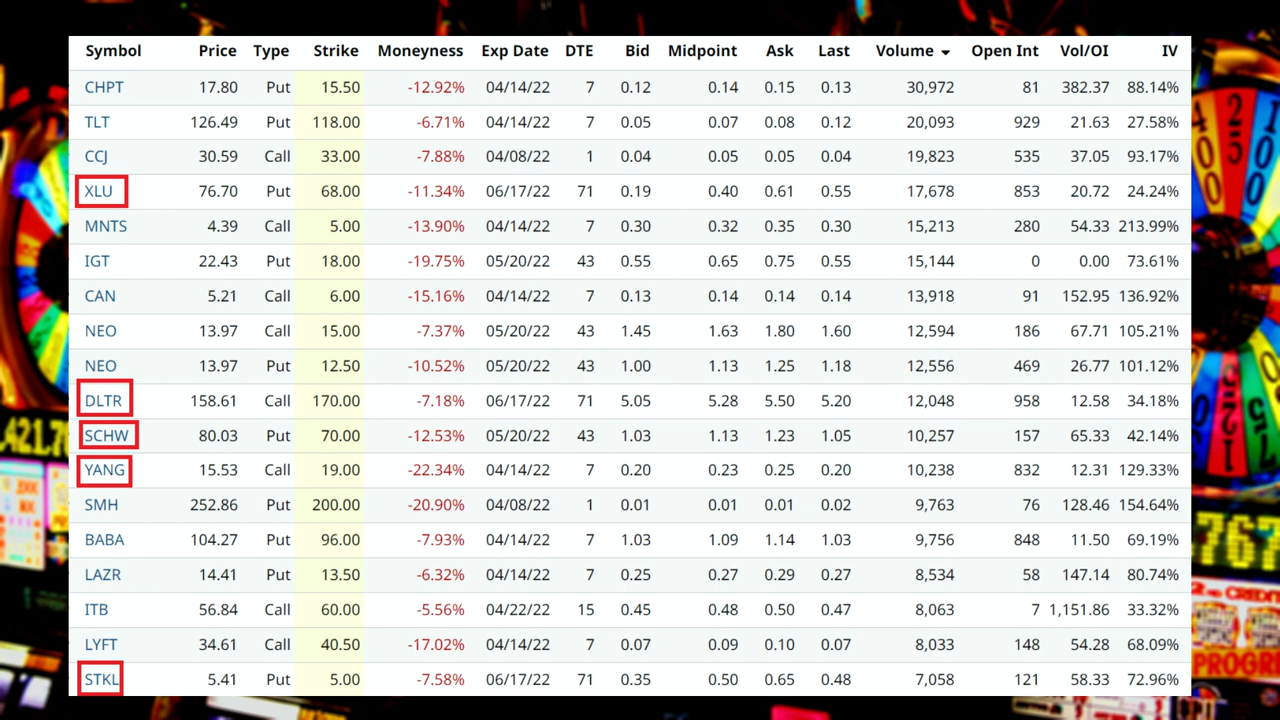 Symbol Price Type Strike Moneyness Exp Date DTE Bid Midpoint Ask Last Volume Open Int Vol/OI IV
CHPT 17.80 Put 15.50 -12.92% 04/14/22 7 0.12 0.14 0.15 0.13 30,972 81 382.37 88.14%
TLT 126.49 Put 118.00 -6.71% 04/14/22 7 0.05 0.07 0.08 0.12 20,093 929 21.63 27.58%
CCJ 30.59 Call 33.00 -7.88% 04/08/22 1 0.04 0.05 0.05 0.04 19,823 535 37.05 93.17%
XLU 76.70 Put 68.00 -11.34% 06/17/22 71 0.19 0.40 0.61 0.55 17,678 853 20.72 24.24%
MNTS 4.39 Call 5.00 -13.90% 04/14/22 7 0.30 0.32 0.35 0.30 15,213 280 54.33 213.99%
IGT 22.43 Put 18.00 -19.75% 05/20/22 43 0.55 0.65 0.75 0.55 15,144 0 0.00 73.61%
CAN 5.21 Call 6.00 -15.16% 04/14/22 7 0.13 0.14 0.14 0.14 13,918 91 152.95 136.92%
NEO 13.97 Call 15.00 -7.37% 05/20/22 43 1.45 1.63 1.80 1.60 12,594 186 67.71 105.21%
NEO 13.97 Put 12.50 -10.52% 05/20/22 43 1.00 1.13 1.25 1.18 12,556 469 26.77 101.12%
DLTR 158.61 Call 170.00 -7.18% 06/17/22 71 5.05 5.28 5.50 5.20 12,048 958 12.58 34.18%
SCHW 80.03 Put 70.00 -12.53% 05/20/22 43 1.03 1.13 1.23 1.05 10,257 157 65.33 42.14%
YANG 15.53 Call 19.00 -22.34% 04/14/22 7 0.20 0.23 0.25 0.20 10,238 832 12.31 129.33%
SMH 252.86 Put 200.00 -20.90% 04/08/22 1 0.01 0.01 0.01 0.02 9,763 76 128.46 154.64%
BABA 104.27 Put 96.00 -7.93% 04/14/22 7 1.03 1.09 1.14 1.03 9,756 848 11.50 69.19%
LAZR 14.41 Put 13.50 -6.32% 04/14/22 7 0.25 0.27 0.29 0.27 8,534 58 147.14 80.74%
ITB 56.84 Call 60.00 -5.56% 04/22/22 15 0.45 0.48 0.50 0.47 8,063 7 1,151.86 33.32%
LYFT 34.61 Call 40.50 -17.02% 04/14/22 7 0.07 0.09 0.10 0.07 8,033 148 54.28 68.09%
STKL 5.41 Put 5.00 -7.58% 06/17/22 71 0.35 0.50 0.65 0.48 7,058 121 58.33 72.96%